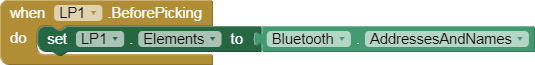 when LP1 .BeforePicking
do set LP1 . Elements to Bluetooth . AddressesAndNames